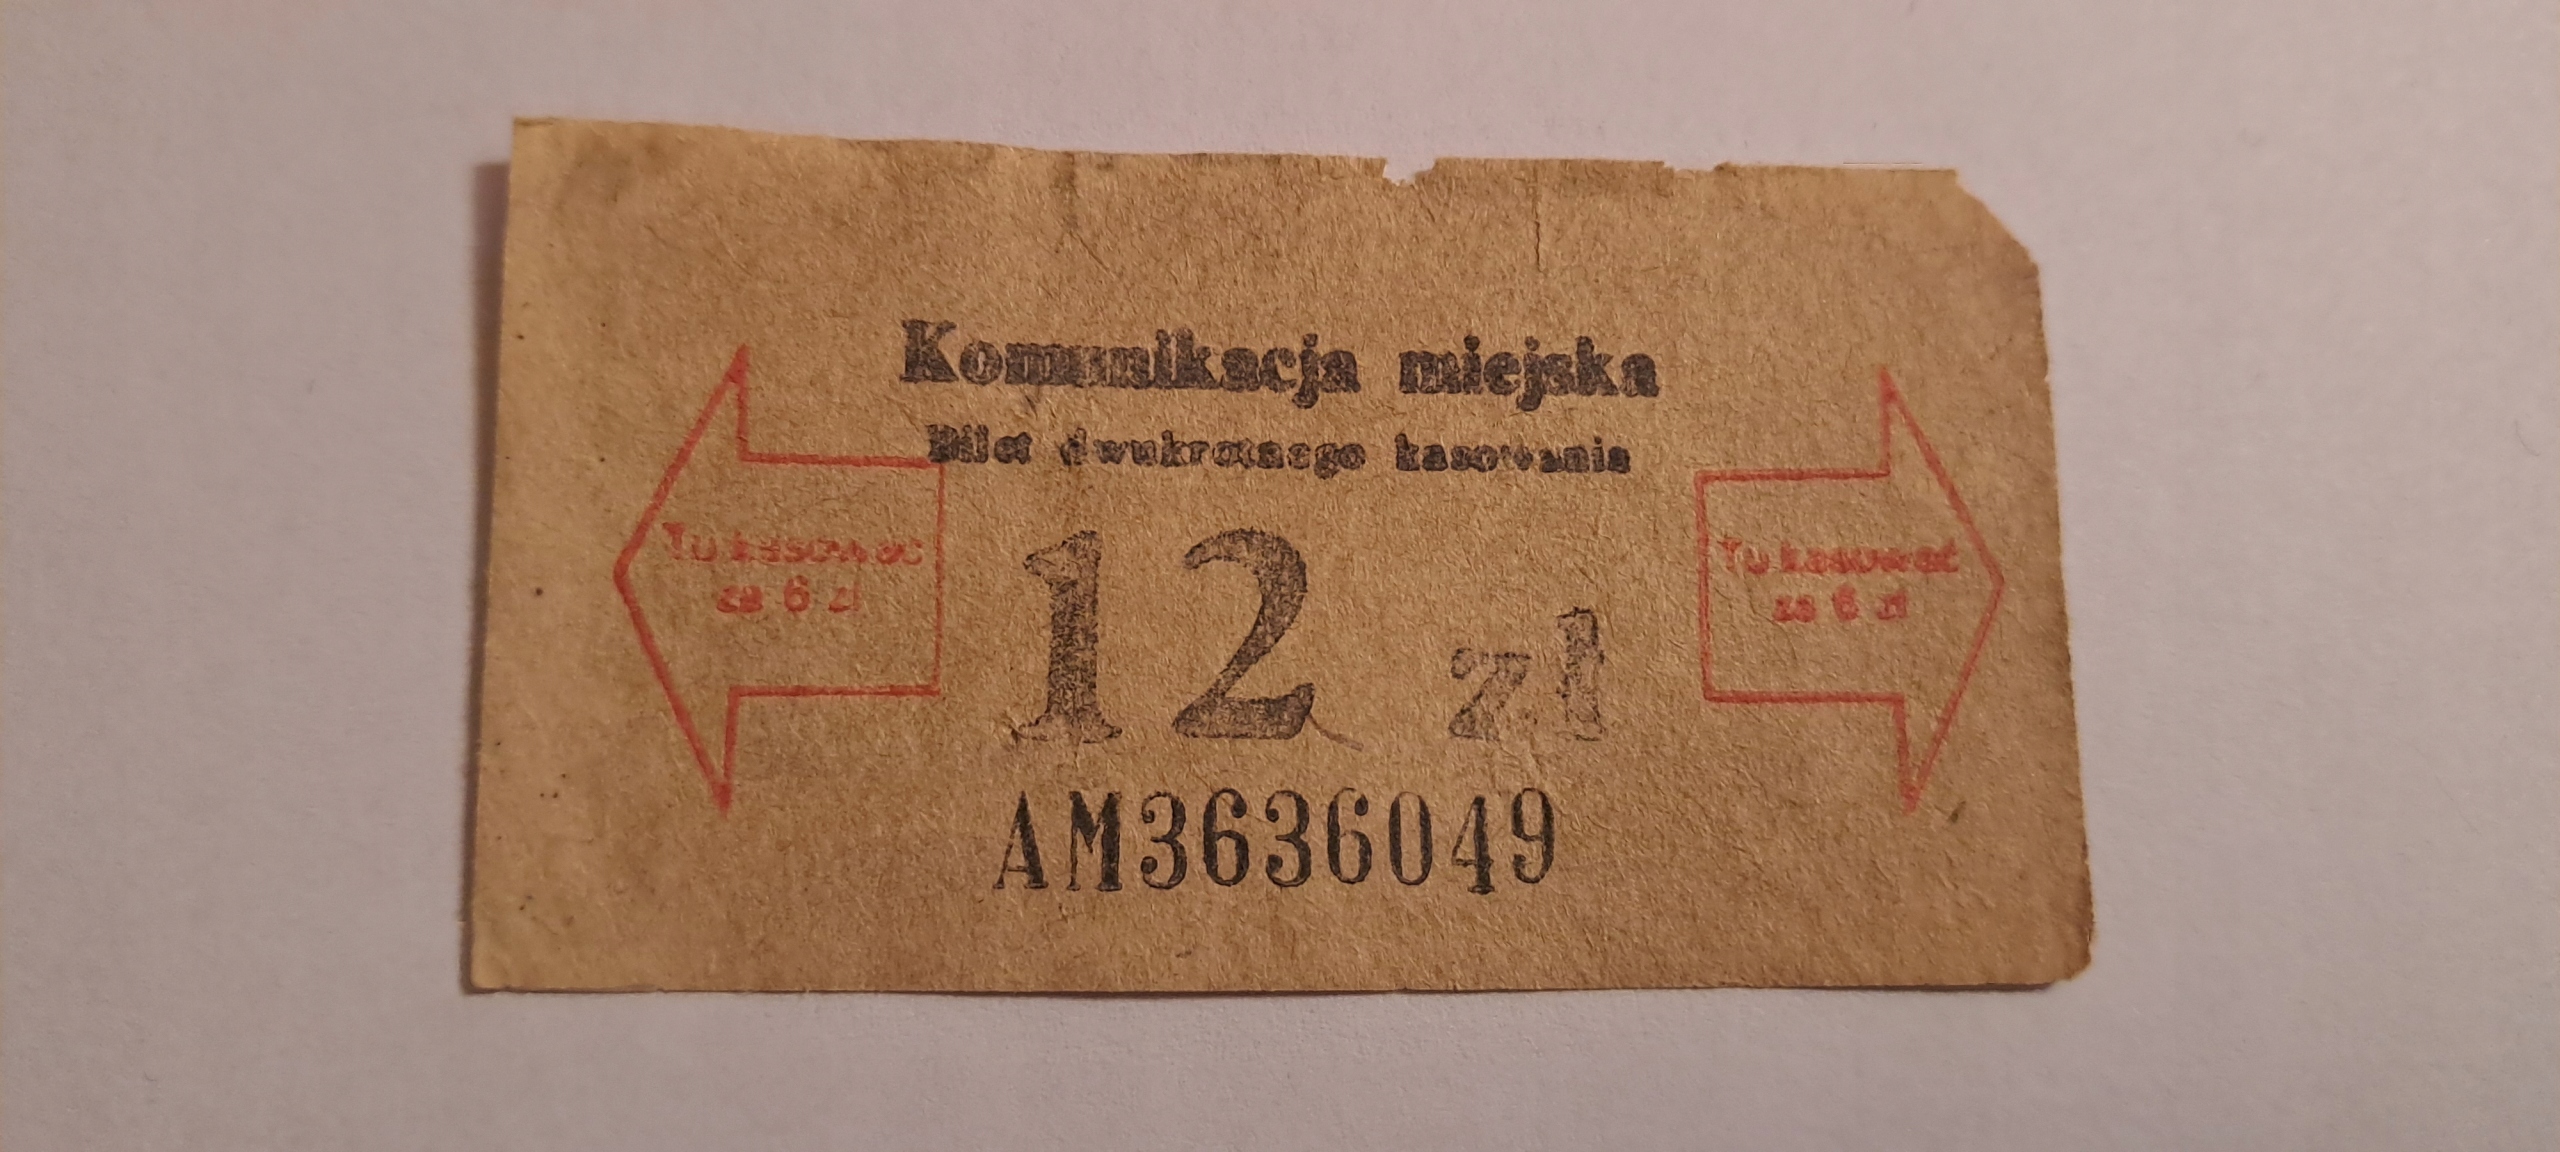 Komunikacja miejska
Bilet dwukrotnego kasowania
Tu kasować
za 6 zł
12 zł
Tu kasować
za 6 zł
AM3636049